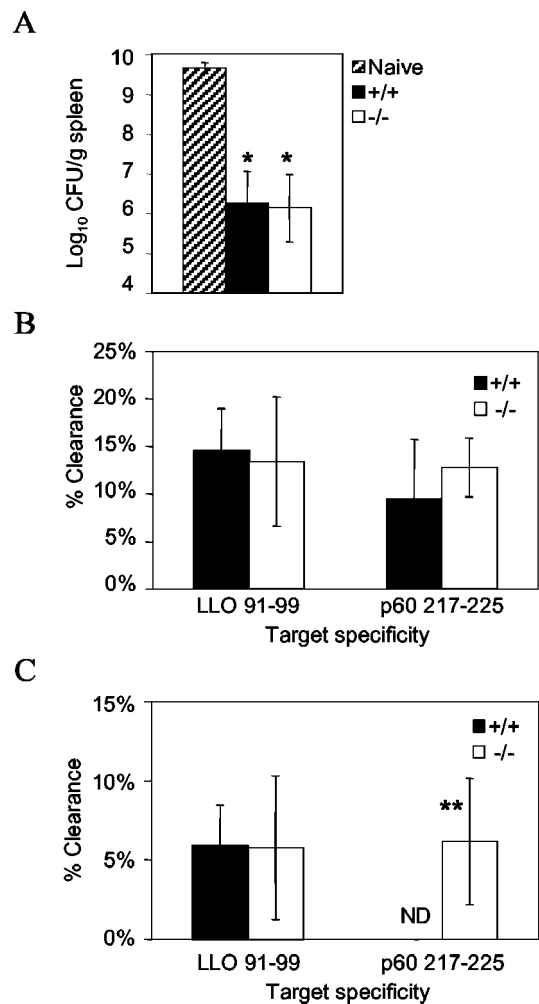 A
Log10 CFU/g spleen
10
9
8
7
6
5
4
* *
Naive
+/+
-/-
B
% Clearance
25%
20%
15%
10%
5%
0%
+/+
-/-
LLO 91-99 p60 217-225
Target specificity
C
% Clearance
15%
10%
5%
0%
+/+
-/-
**
ND
LLO 91-99 p60 217-225
Target specificity